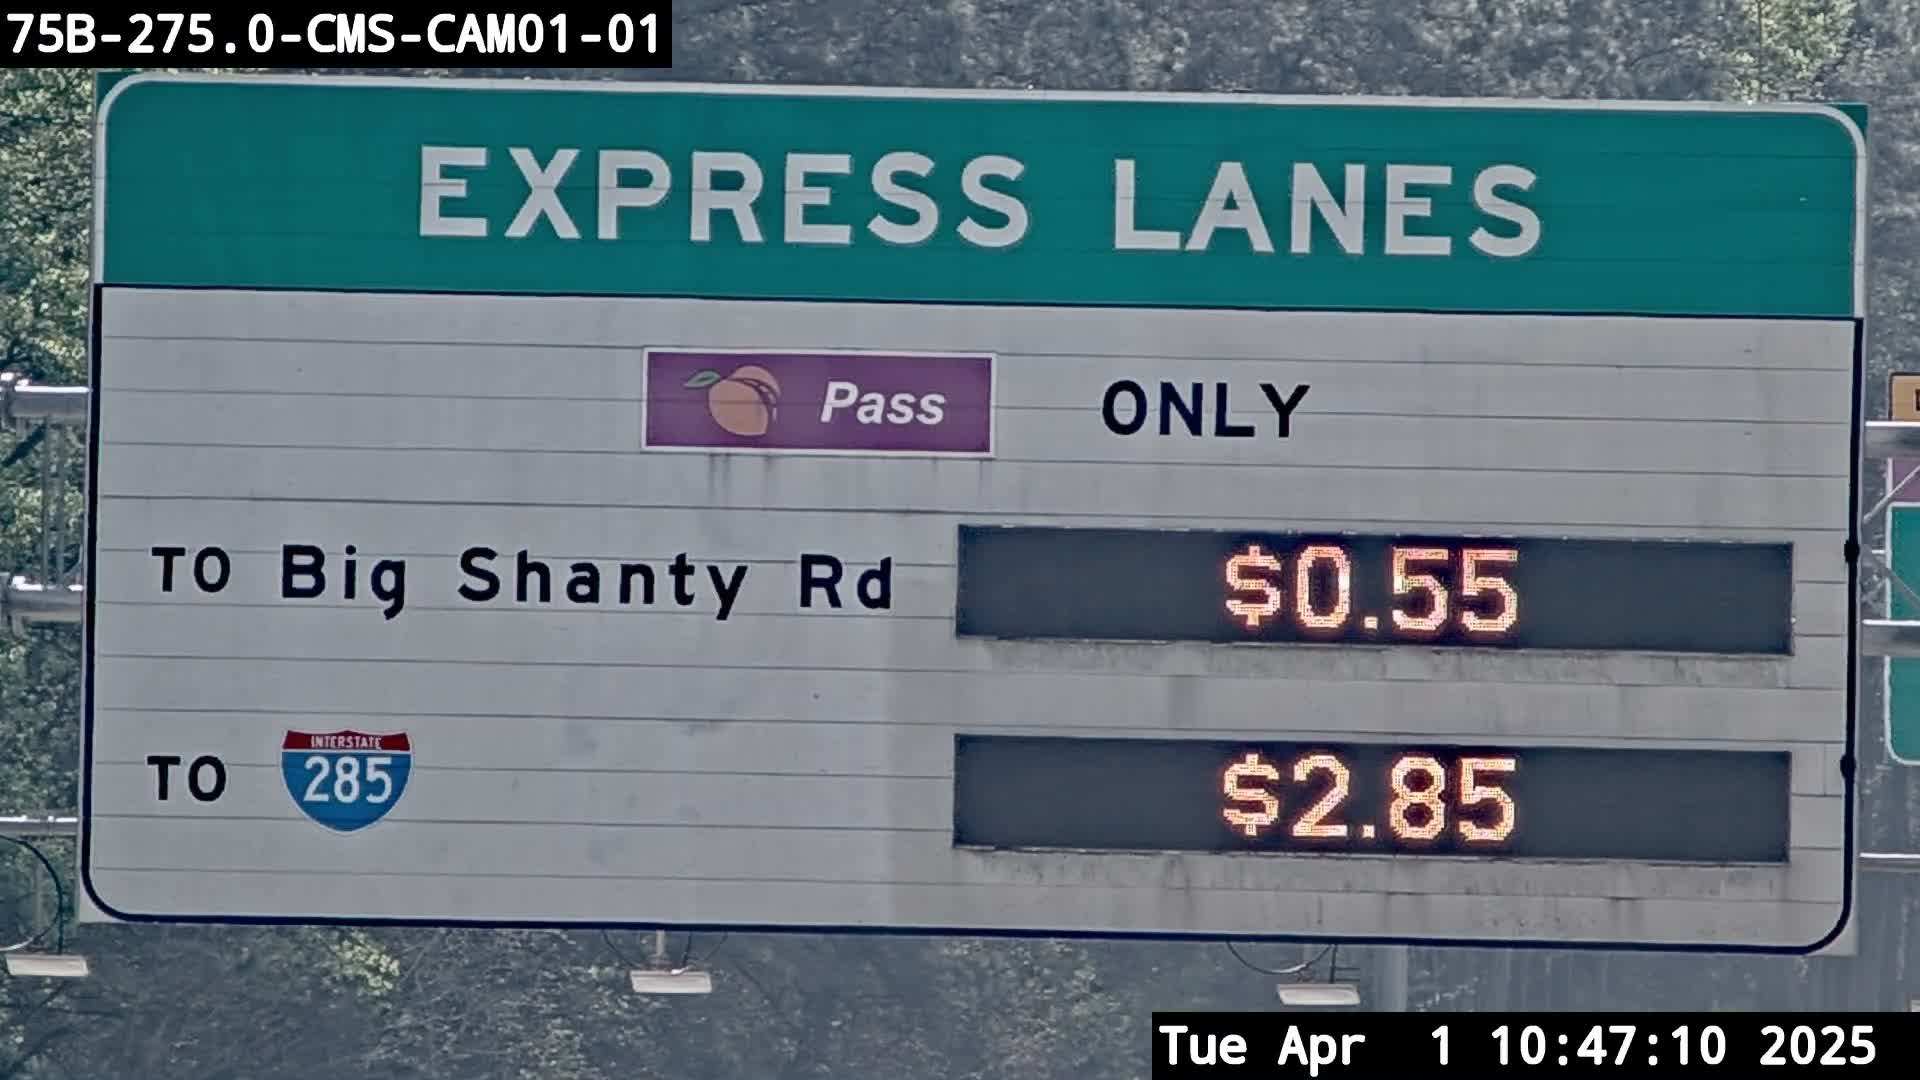 75B-275.0-CMS-CAM01-01
EXPRESS LANES
Pass ONLY
TO Big Shanty Rd $0.55
TO INTERSTATE 285 $2.85
Tue Apr 1 10:47:10 2025